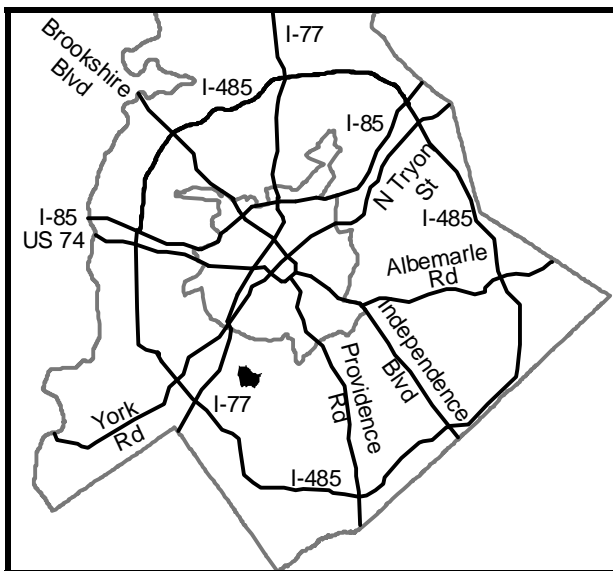 I-77
Brookshire
Blvd
I-485
I-85
N Tryon
St
I-85
US 74
I-485
Albemarle
Rd
Independence
Blvd
Providence
Rd
York
Rd
I-77
I-485